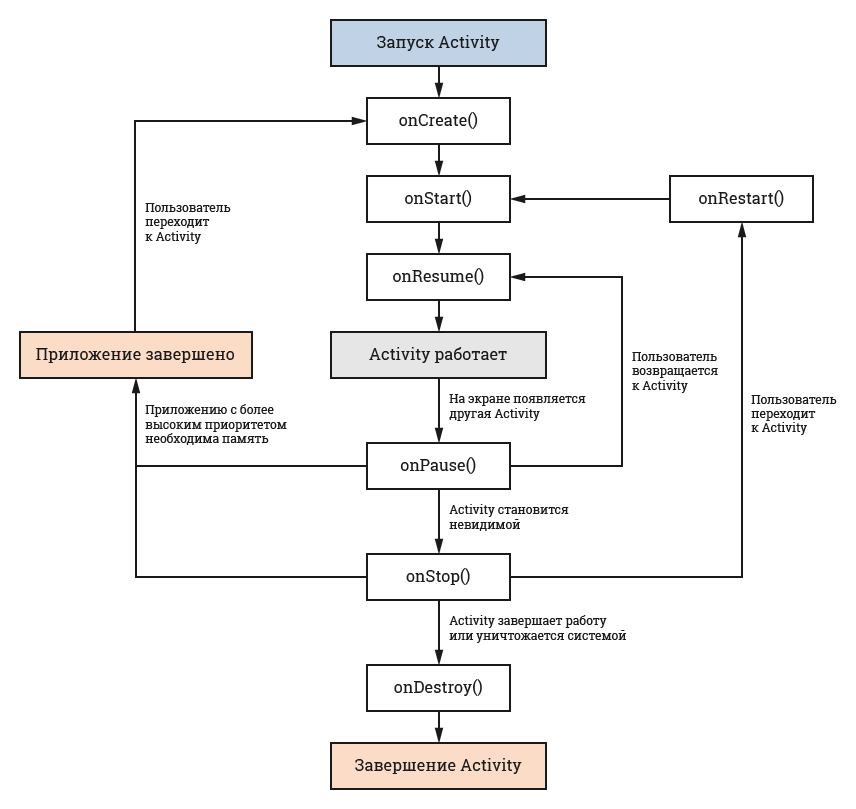 Запуск Activity
onCreate()
onStart()
onRestart()
Пользователь
переходит
к Activity
onResume()
Приложение завершено
Activity работает
Пользователь
возвращается
к Activity
На экране появляется
другая Activity
Пользователь
переходит
к Activity
Приложению с более
высоким приоритетом
необходима память
onPause()
Activity становится
невидимой
onStop()
Activity завершает работу
или уничтожается системой
onDestroy()
Завершение Activity